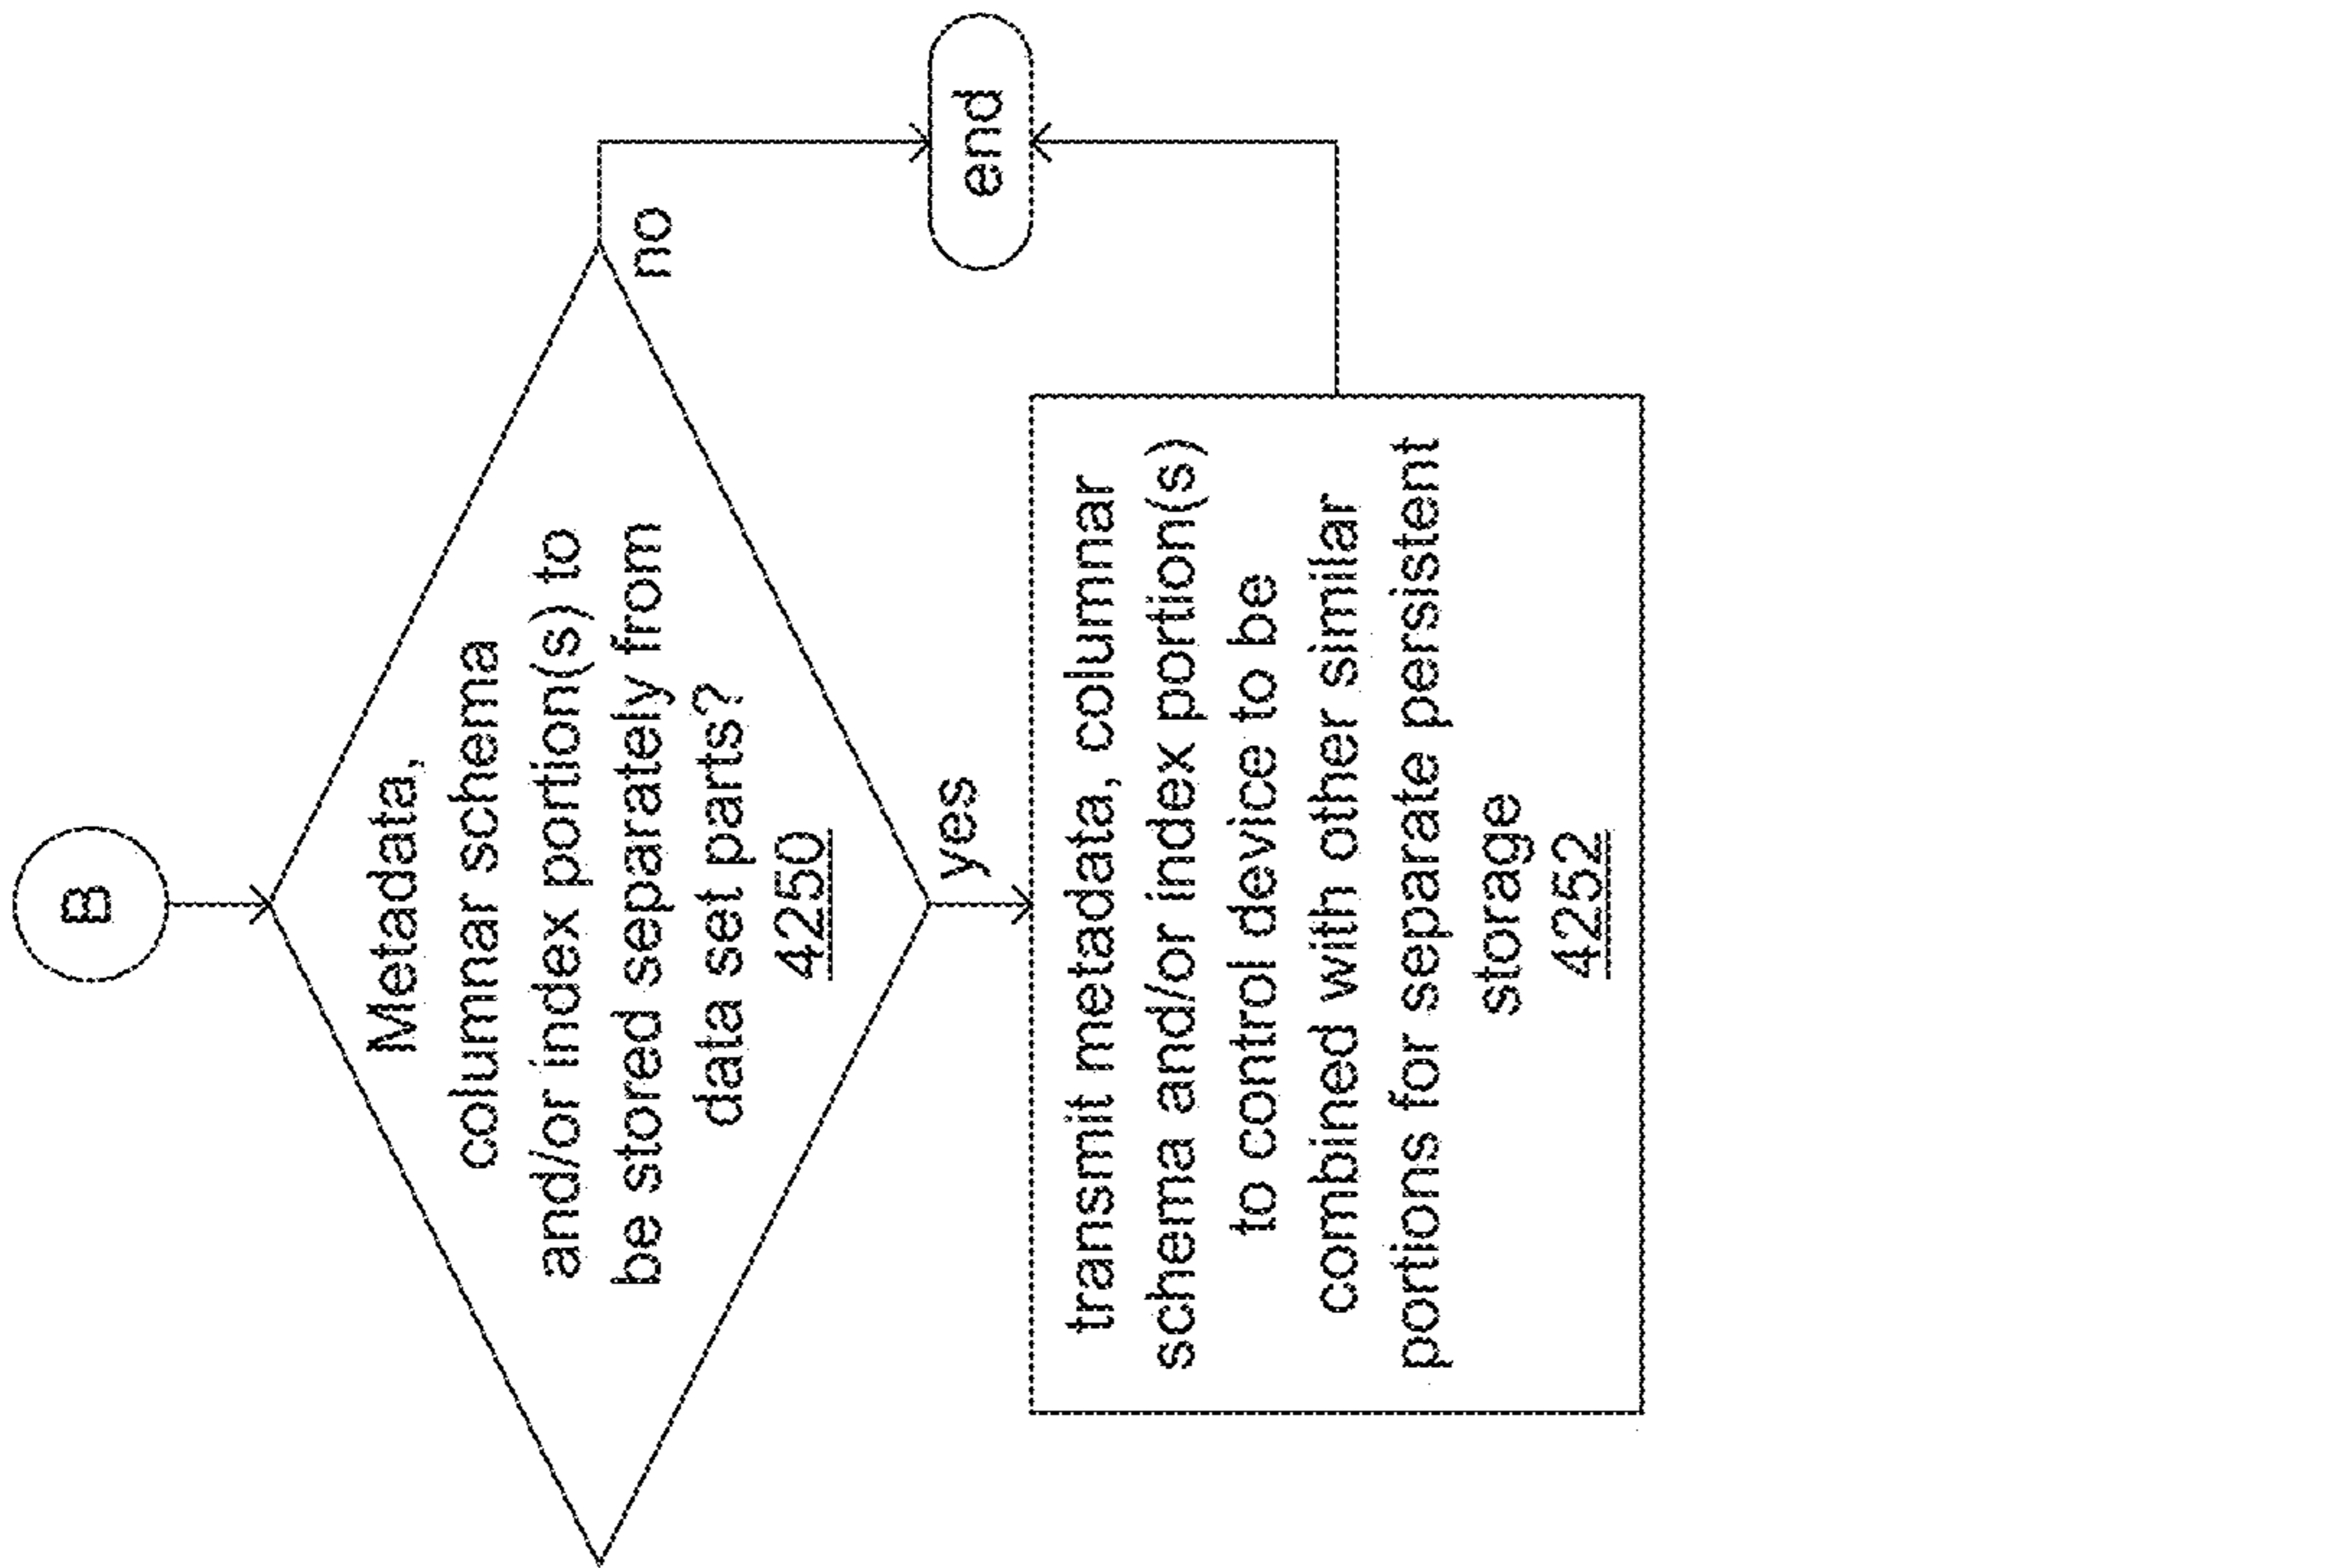 B
Metadata,
columnar schema
and/or index portion(s) to
be stored separately from
data set parts?
4250
no
yes
end
transmit metadata, columnar
schema and/or index portion(s)
to control device to be
combined with other similar
portions for separate persistent
storage
4252